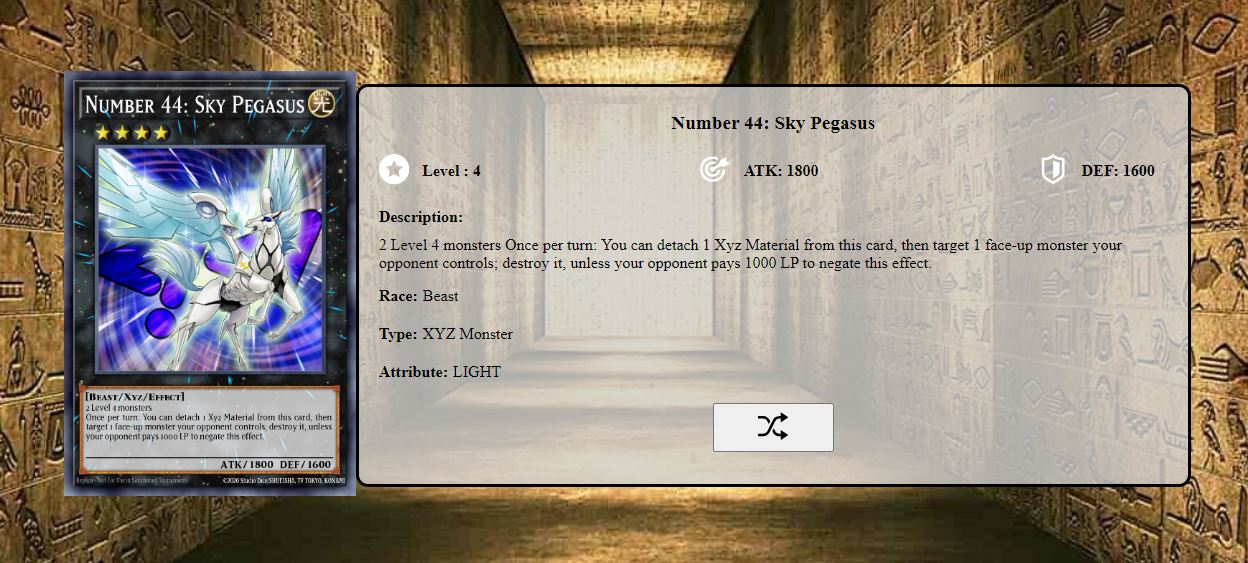 Number 44: Sky Pegasus
光
[Beast/Xyz/Effect]
2 Level 4 monsters
Once per turn: You can detach 1 Xyz Material from this card, then
target 1 face-up monster your opponent controls; destroy it, unless
your opponent pays 1000 LP to negate this effect.
ATK/1800 DEF/1600
Replica - Not For Use in Sanctioned Tournaments
©2020 Studio Dice/SHUEISHA, TV TOKYO, KONAMI
Number 44: Sky Pegasus
Level : 4
ATK: 1800
DEF: 1600
Description:
2 Level 4 monsters Once per turn: You can detach 1 Xyz Material from this card, then target 1 face-up monster your
opponent controls; destroy it, unless your opponent pays 1000 LP to negate this effect.
Race: Beast
Type: XYZ Monster
Attribute: LIGHT